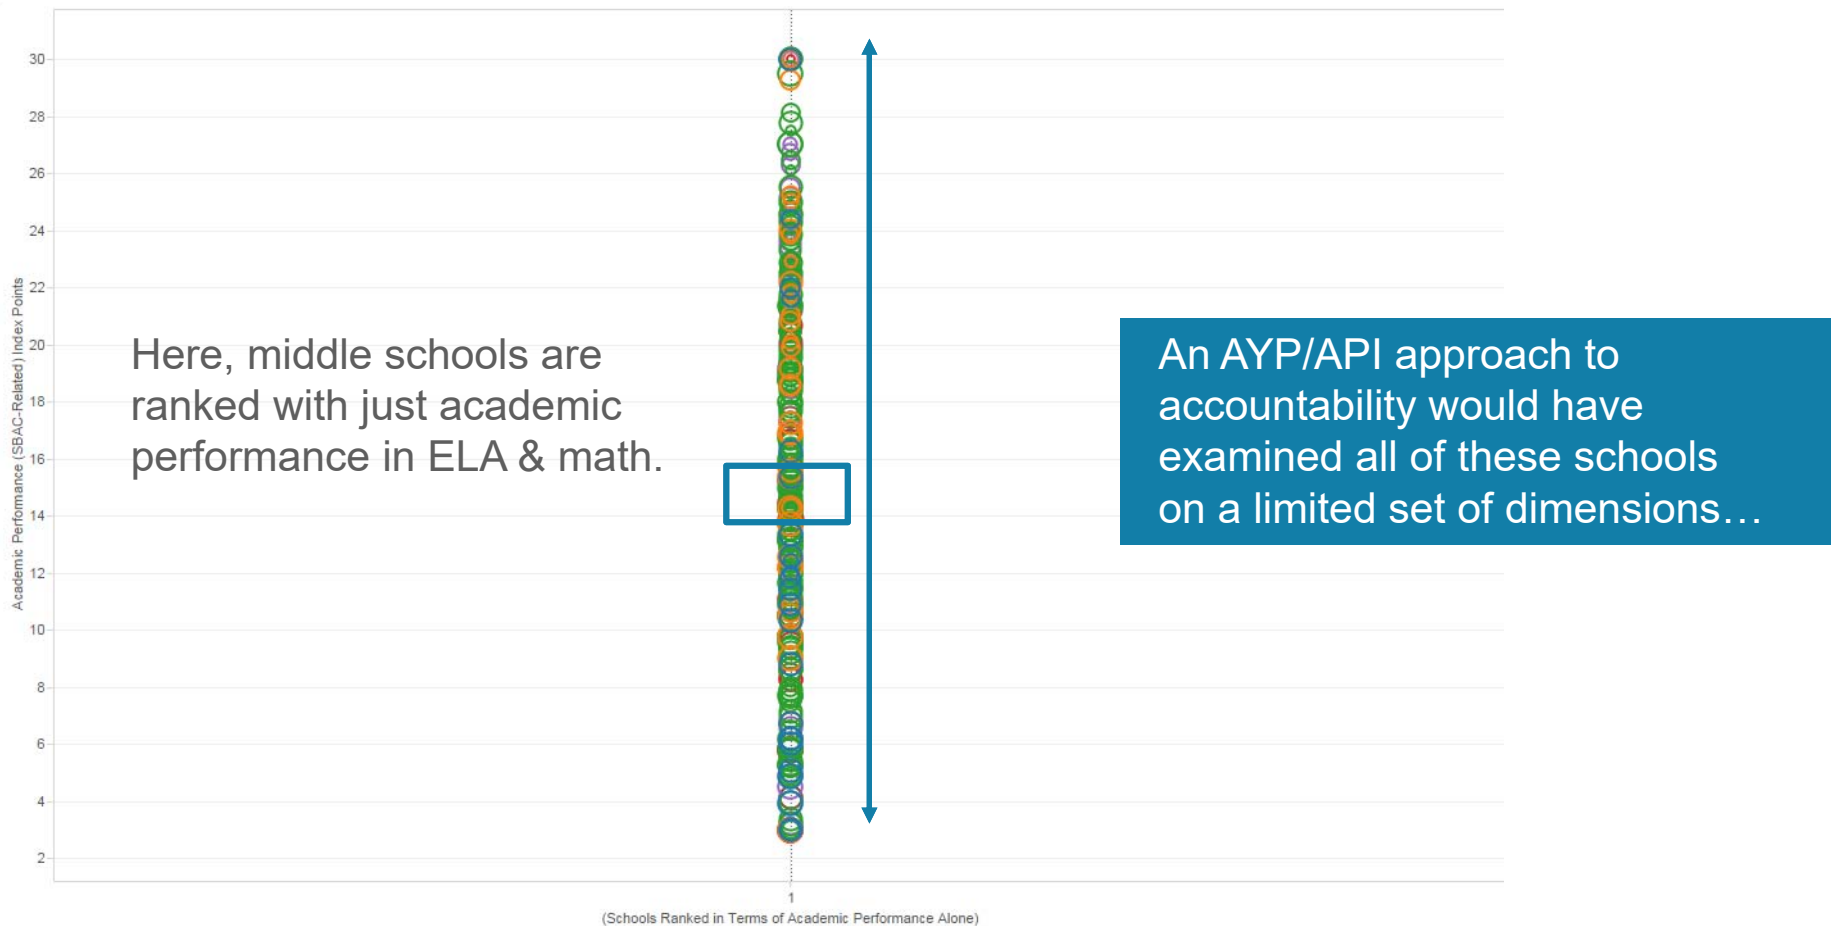 30
28
26
24
22
20
18
16
14
12
10
8
6
4
2
Academic Performance (SBAC-Related) Index Points
Here, middle schools are
ranked with just academic
performance in ELA & math.
An AYP/API approach to
accountability would have
examined all of these schools
on a limited set of dimensions…
1
(Schools Ranked in Terms of Academic Performance Alone)